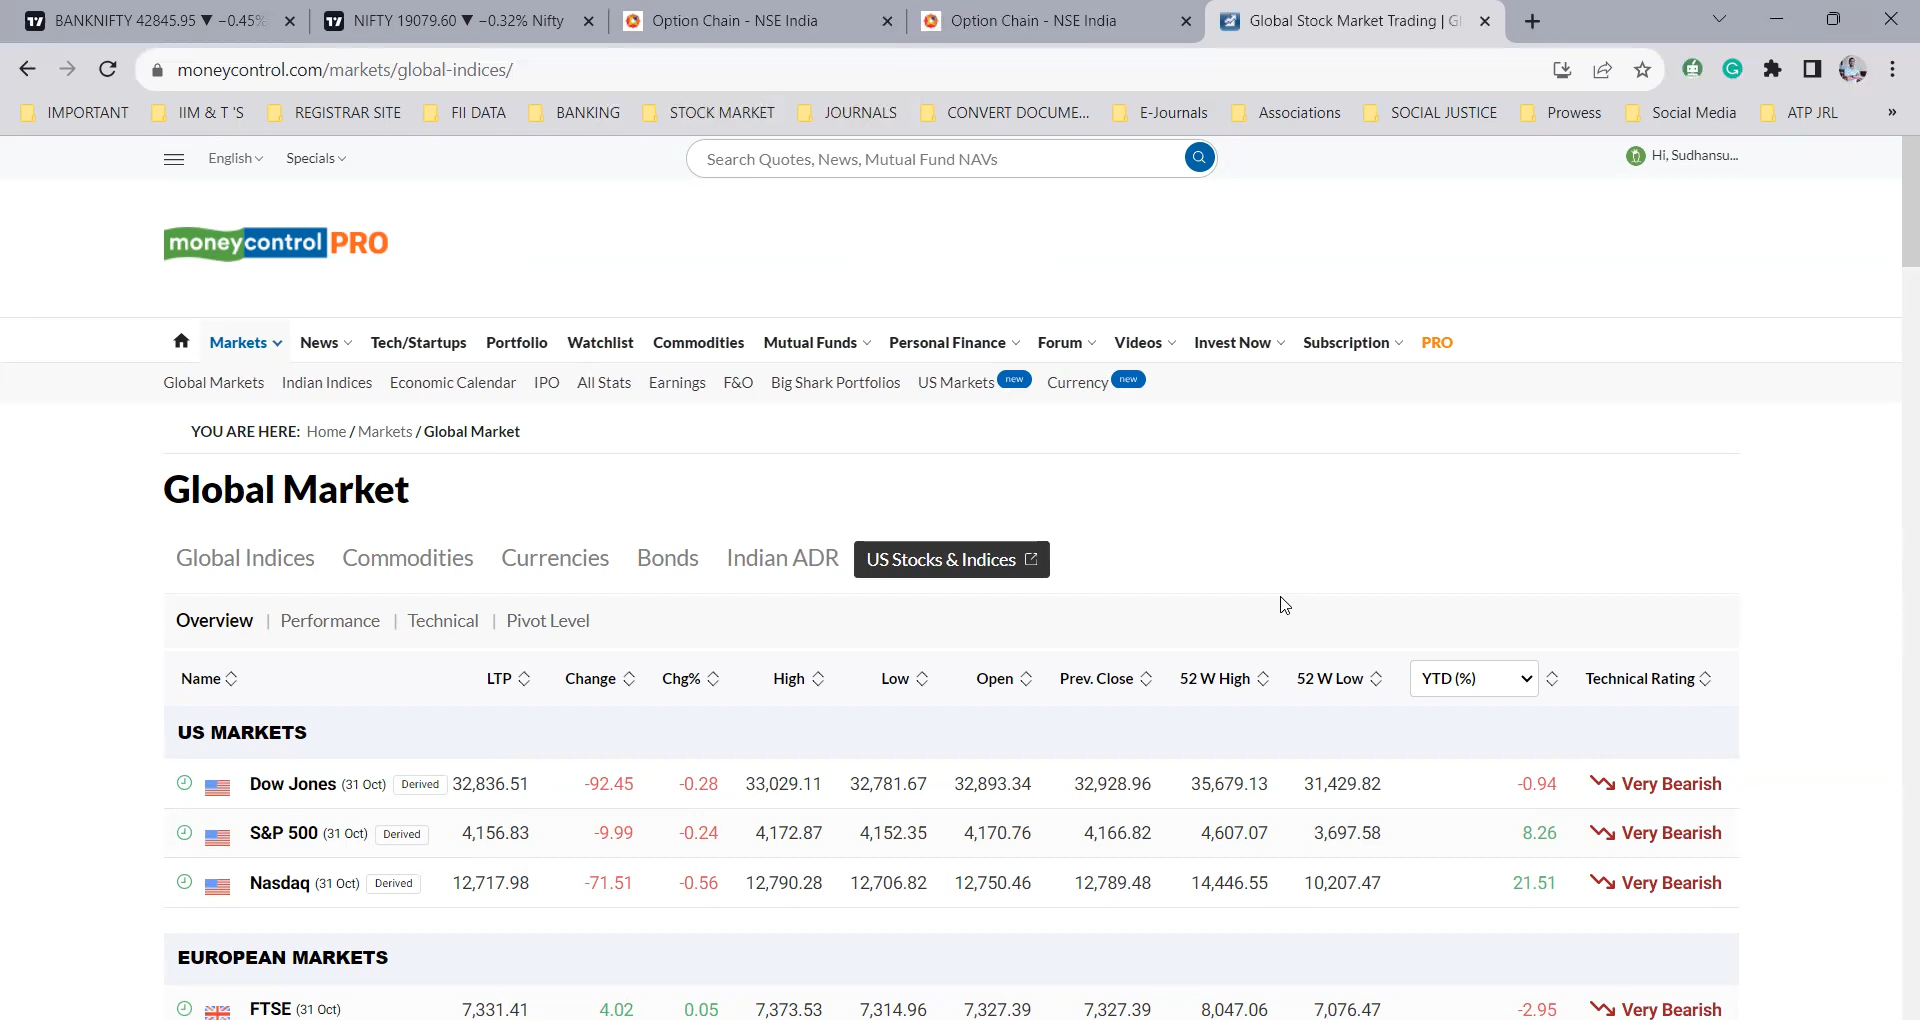 BANKNIFTY 42845.95 ▼ −0.45%
NIFTY 19079.60 ▼ −0.32% Nifty
Option Chain - NSE India
Option Chain - NSE India
Global Stock Market Trading | Gl
moneycontrol.com/markets/global-indices/
IMPORTANT IIM & T 'S REGISTRAR SITE FII DATA BANKING STOCK MARKET JOURNALS CONVERT DOCUME... E-Journals Associations SOCIAL JUSTICE Prowess Social Media ATP JRL »
English Specials Search Quotes, News, Mutual Fund NAVs Hi, Sudhansu...
moneycontrol PRO
Markets News Tech/Startups Portfolio Watchlist Commodities Mutual Funds Personal Finance Forum Videos Invest Now Subscription PRO
Global Markets Indian Indices Economic Calendar IPO All Stats Earnings F&O Big Shark Portfolios US Markets new Currency new
YOU ARE HERE: Home / Markets / Global Market
Global Market
Global Indices Commodities Currencies Bonds Indian ADR US Stocks & Indices
Overview | Performance | Technical | Pivot Level
Name LTP Change Chg% High Low Open Prev. Close 52 W High 52 W Low YTD (%) Technical Rating
US MARKETS
Dow Jones (31 Oct) Derived 32,836.51 -92.45 -0.28 33,029.11 32,781.67 32,893.34 32,928.96 35,679.13 31,429.82 -0.94 Very Bearish
S&P 500 (31 Oct) Derived 4,156.83 -9.99 -0.24 4,172.87 4,152.35 4,170.76 4,166.82 4,607.07 3,697.58 8.26 Very Bearish
Nasdaq (31 Oct) Derived 12,717.98 -71.51 -0.56 12,790.28 12,706.82 12,750.46 12,789.48 14,446.55 10,207.47 21.51 Very Bearish
EUROPEAN MARKETS
FTSE (31 Oct) 7,331.41 4.02 0.05 7,373.53 7,314.96 7,327.39 7,327.39 8,047.06 7,076.47 -2.95 Very Bearish